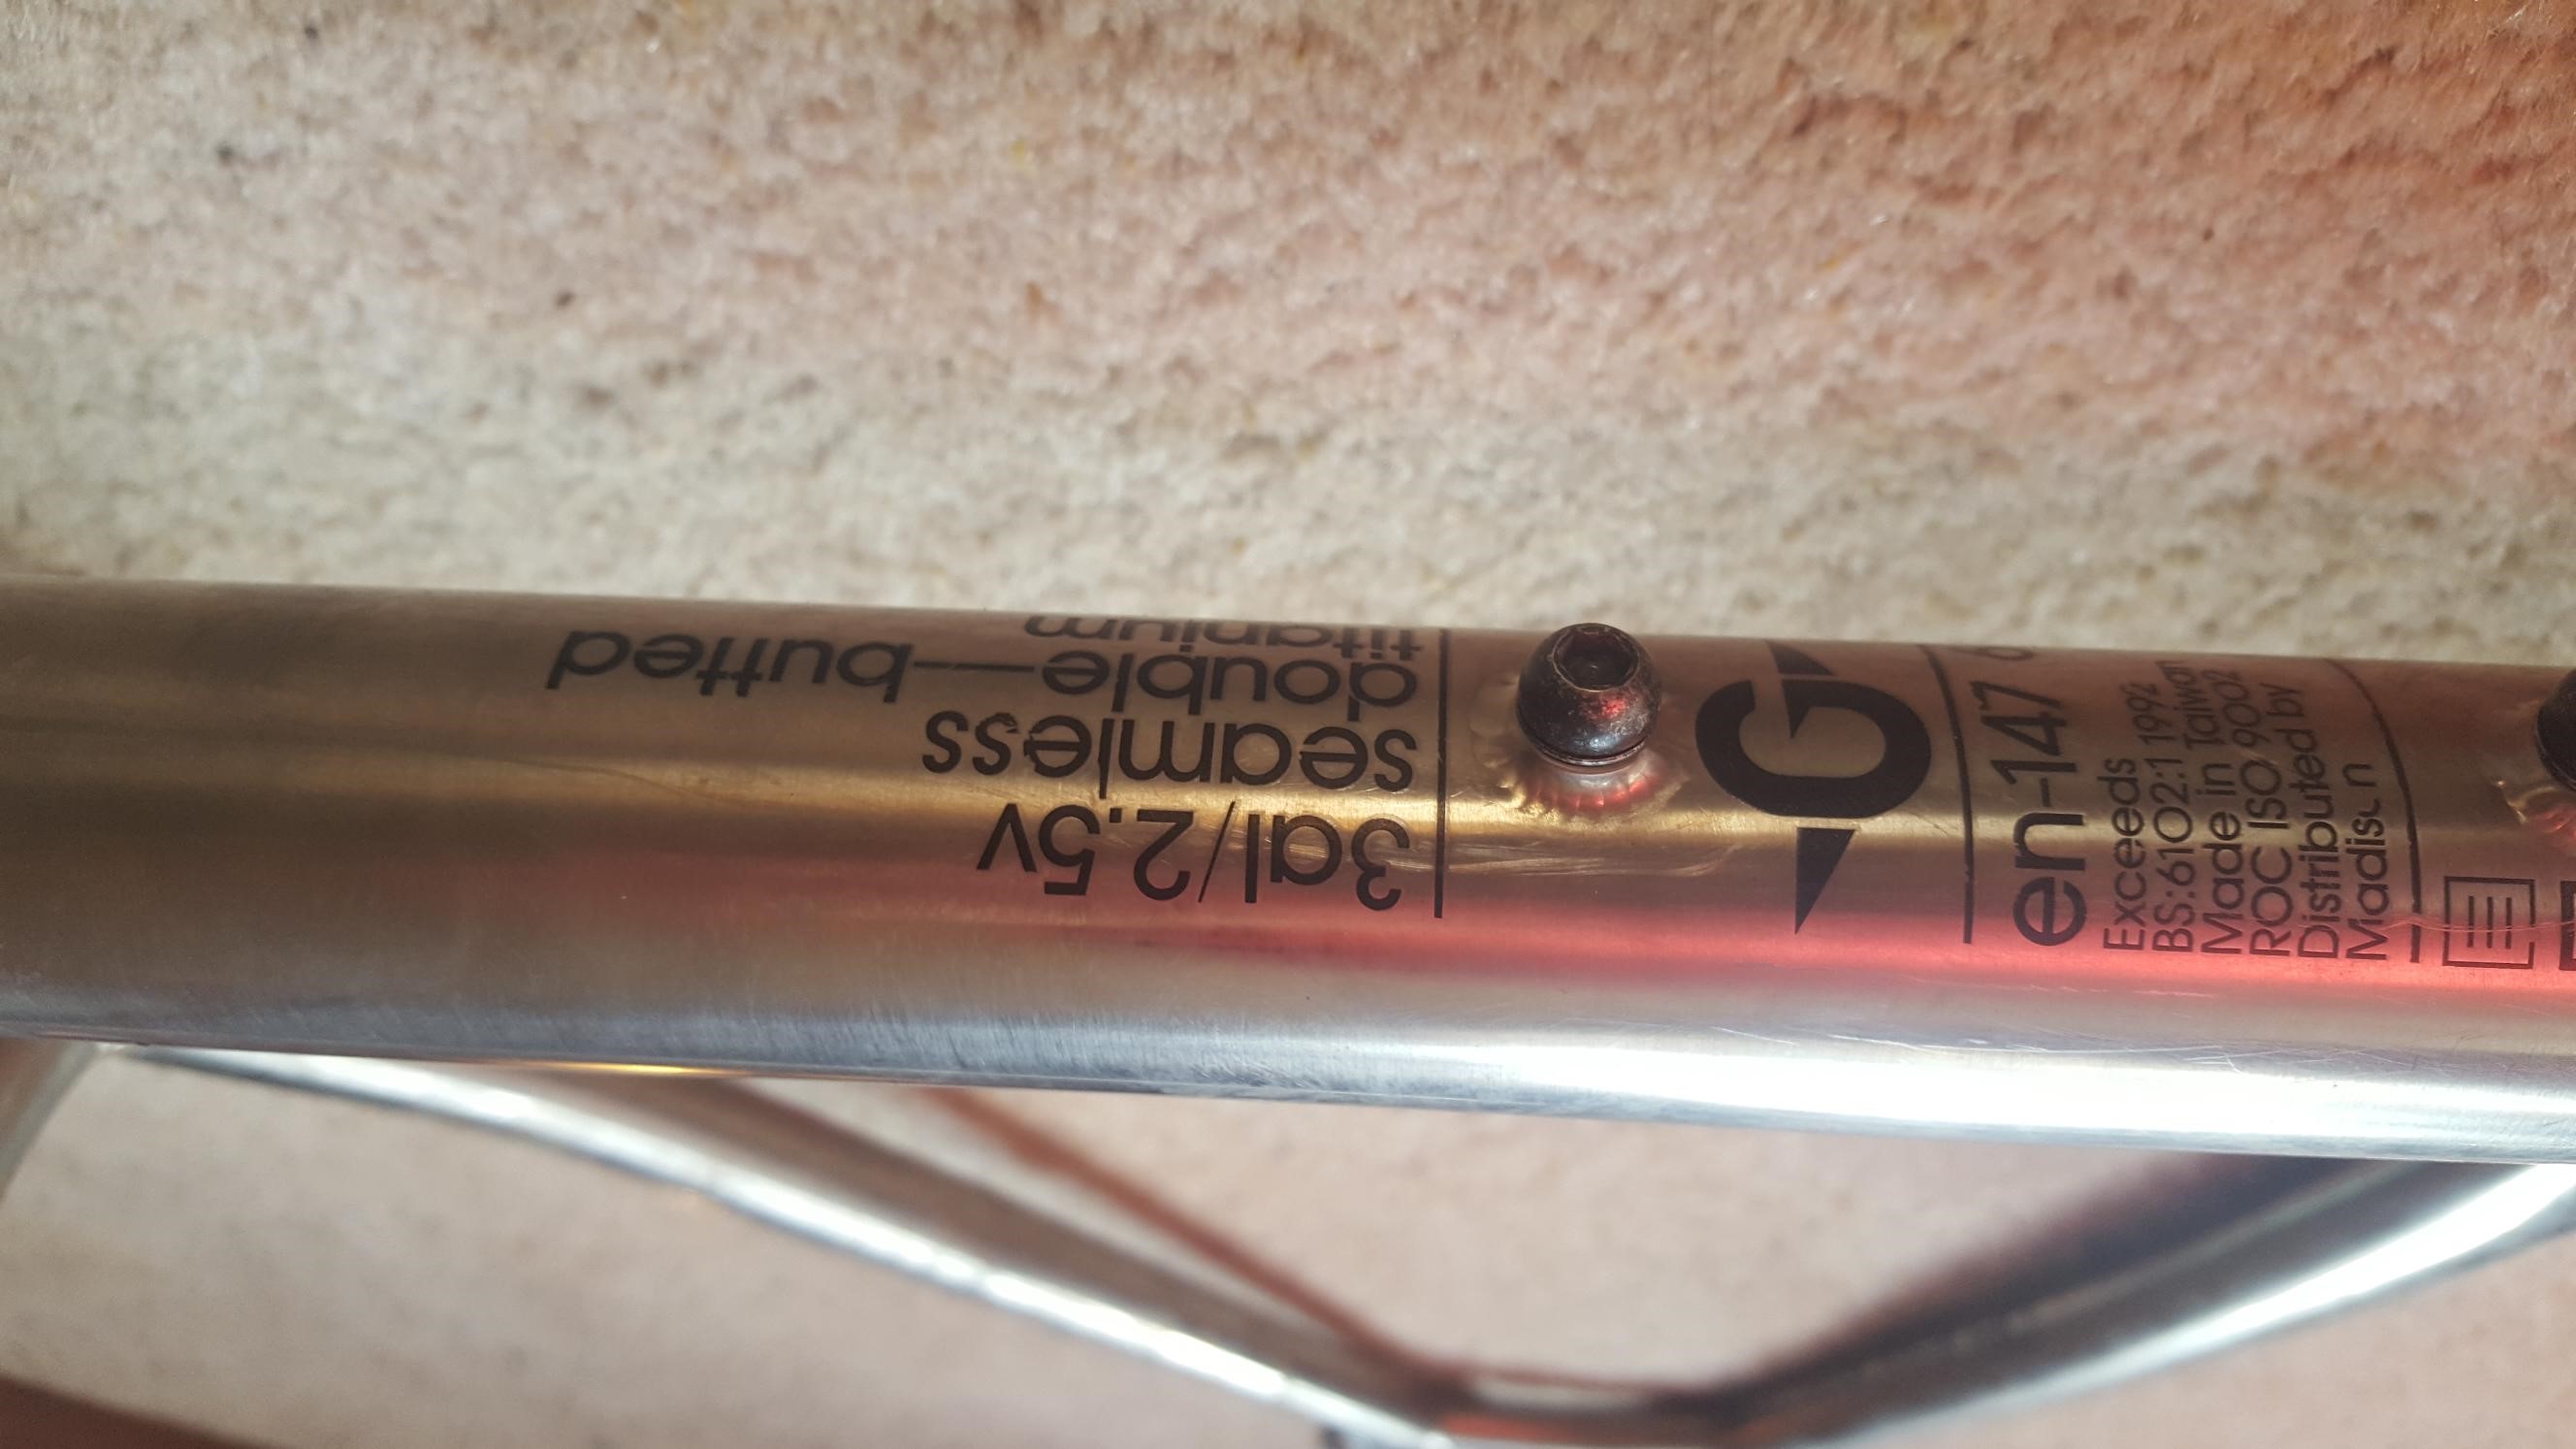 3al/2.5v
seamless
double—butted
titanium
G
en-147
Exceeds
BS:6102:1 1992
Made in Taiwan
ROC ISO 9002
Distributed by